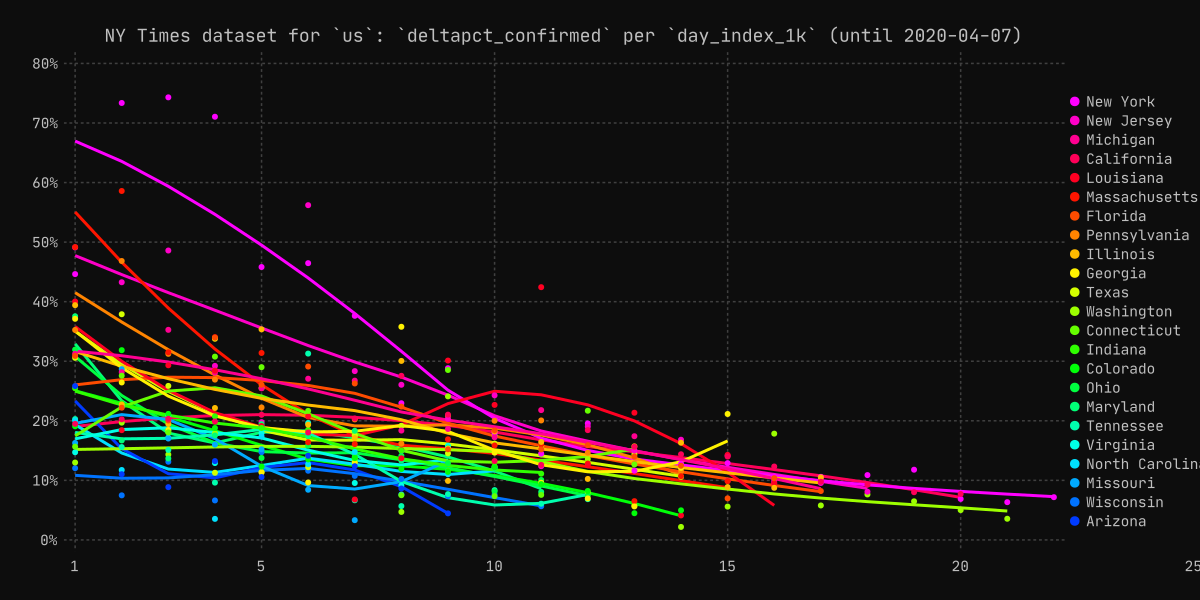 NY Times dataset for `us`: `deltapct_confirmed` per `day_index_1k` (until 2020-04-07)
80%
70%
60%
50%
40%
30%
20%
10%
0%
1 5 10 15 20 25
New York
New Jersey
Michigan
California
Louisiana
Massachusetts
Florida
Pennsylvania
Illinois
Georgia
Texas
Washington
Connecticut
Indiana
Colorado
Ohio
Maryland
Tennessee
Virginia
North Carolina
Missouri
Wisconsin
Arizona